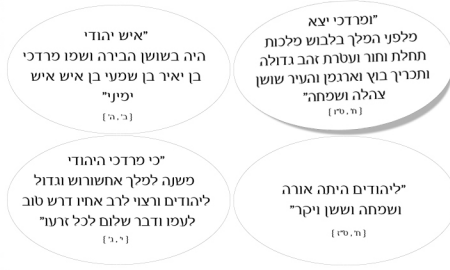 "ומרדכי יצא
מלפני המלך בלבוש מלכות
תכלת וחור ועטרת זהב גדולה
ותכריך בוץ וארגמן והעיר שושן
צהלה ושמחה"
[ח', ט"ו]
"איש יהודי
היה בשושן הבירה ושמו מרדכי
בן יאיר בן שמעי בן איש איש
ימיני"
[ב', ה']
"ליהודים היתה אורה
ושמחה וששן ויקר"
[ח', ט"ז]
"כי מרדכי היהודי
משנה למלך אחשורוש וגדול
ליהודים ורצוי לרב אחיו דרש טוב
לעמו ודבר שלום לכל זרעו"
[י', ג']